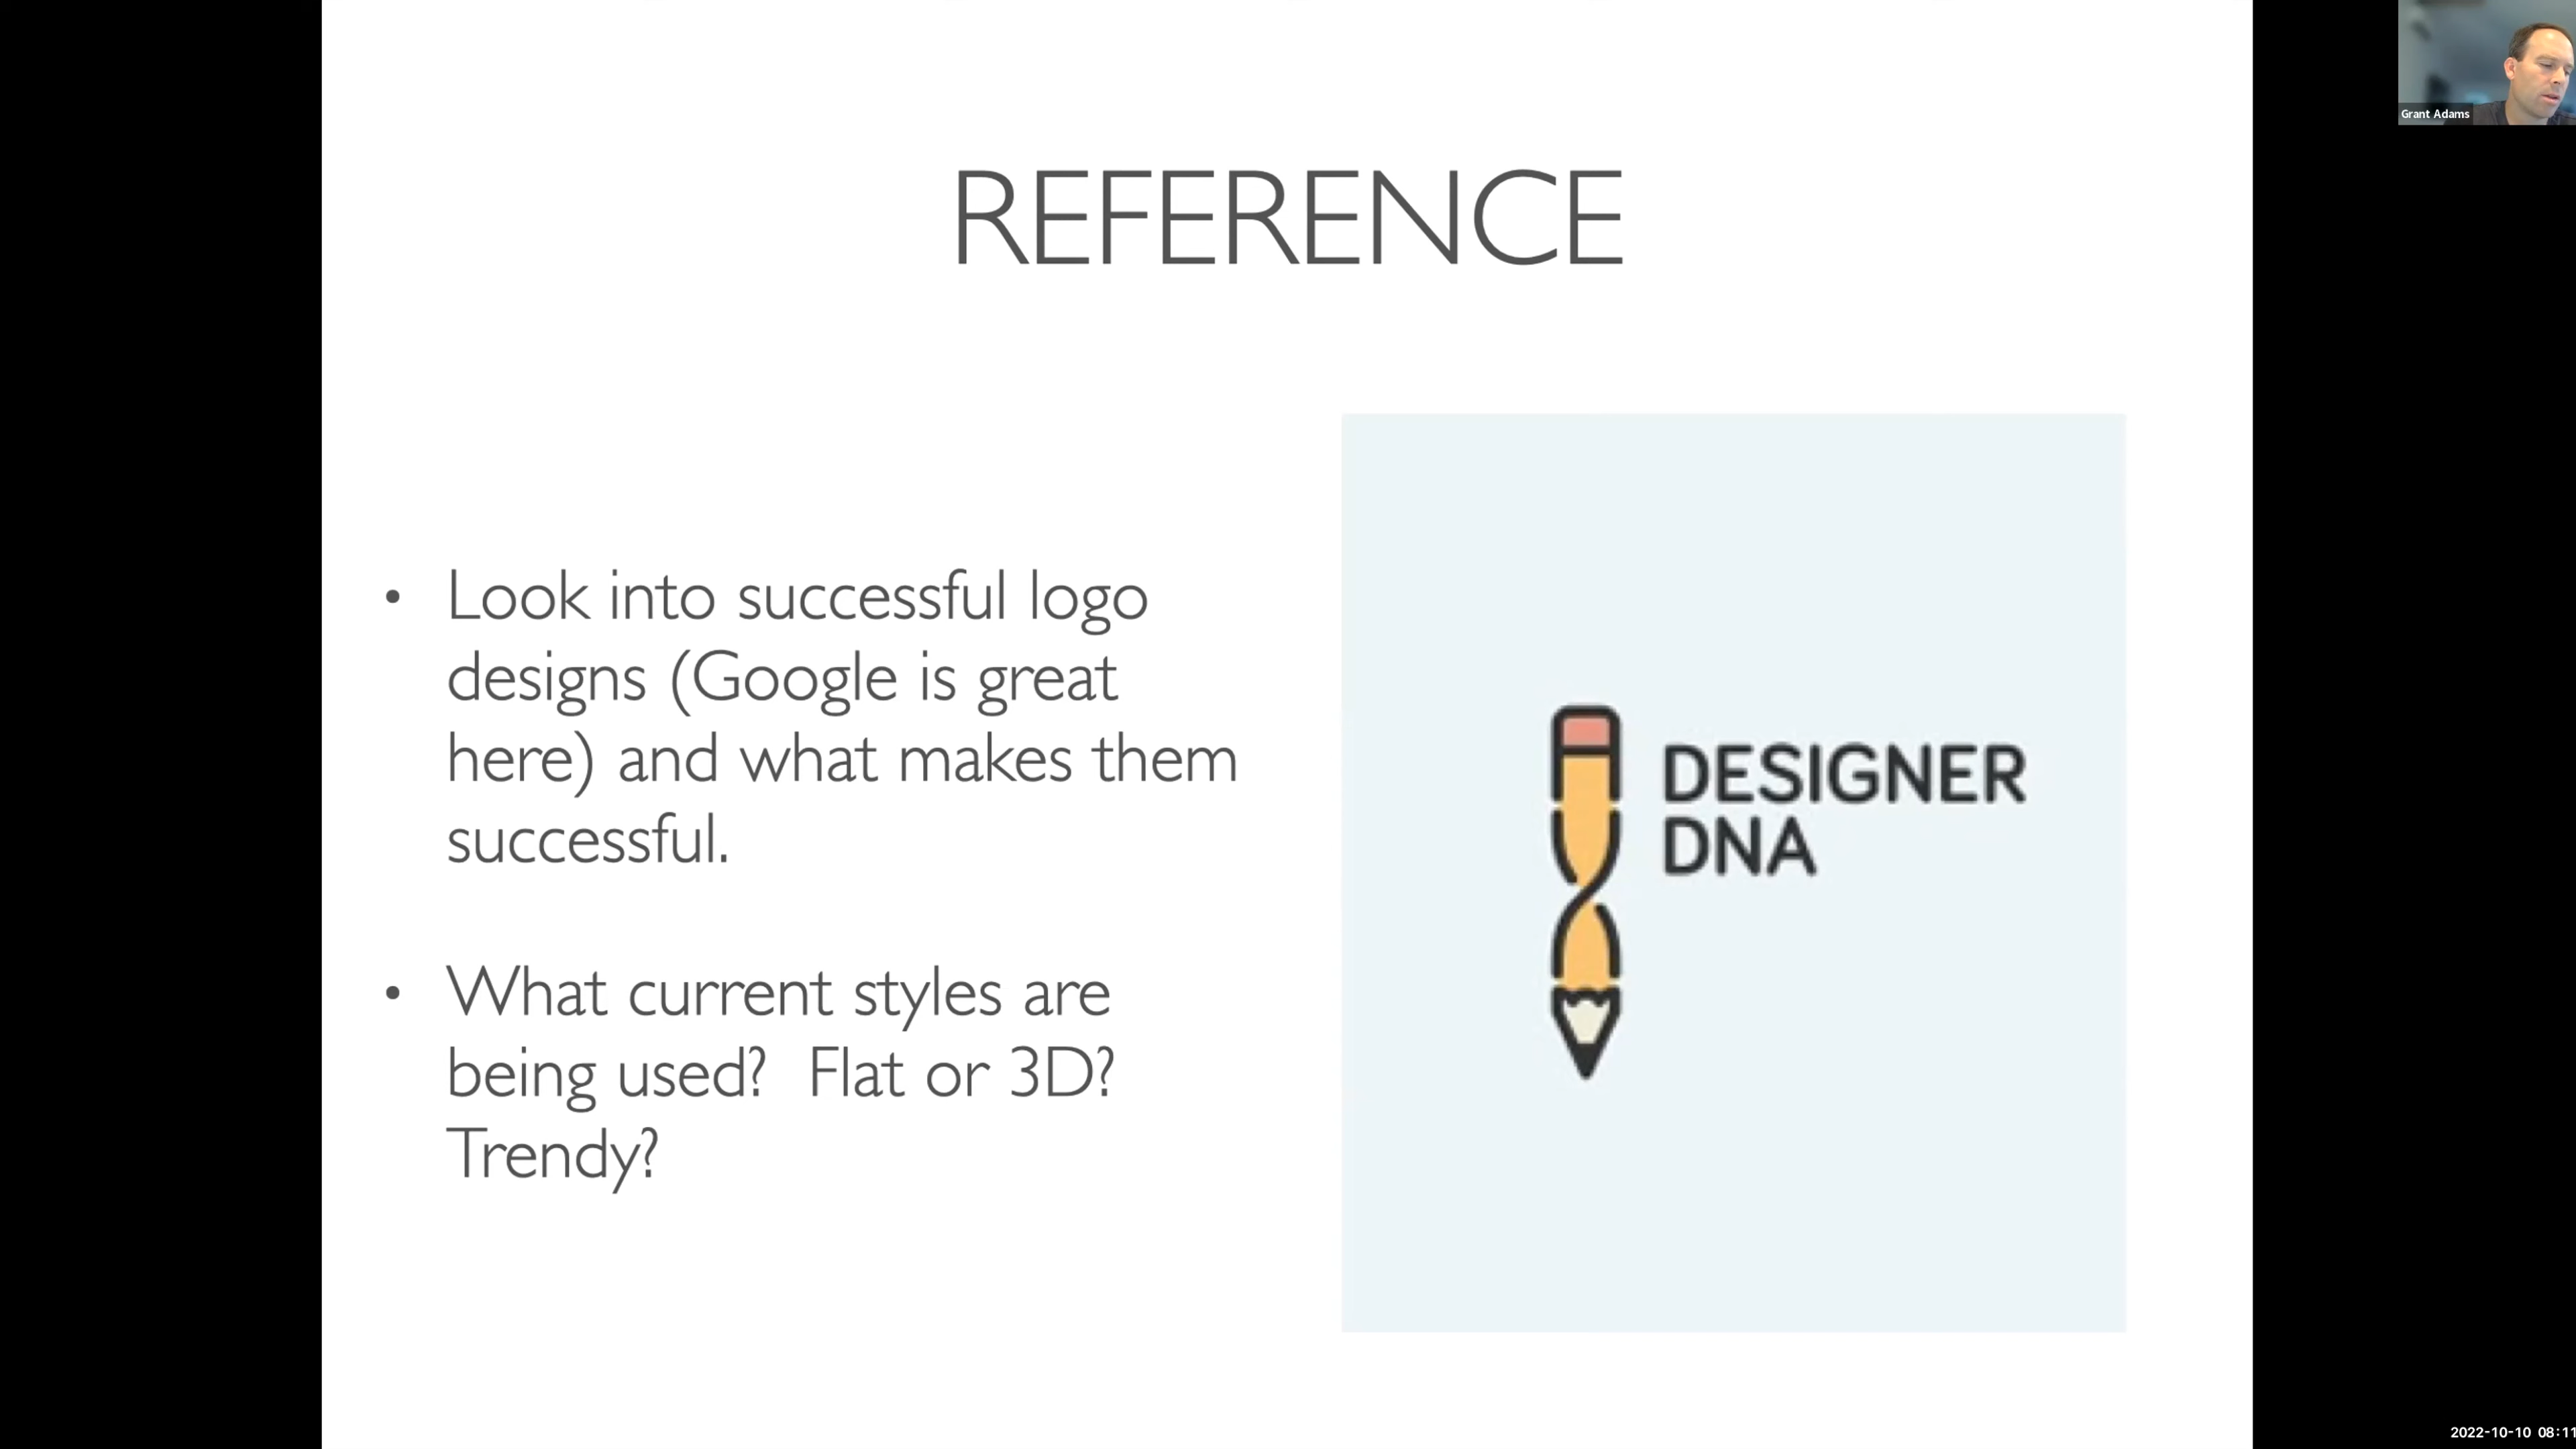 Grant Adams
REFERENCE
• Look into successful logo
designs (Google is great
here) and what makes them
successful.
• What current styles are
being used? Flat or 3D?
Trendy?
DESIGNER
DNA
2022-10-10 08:11